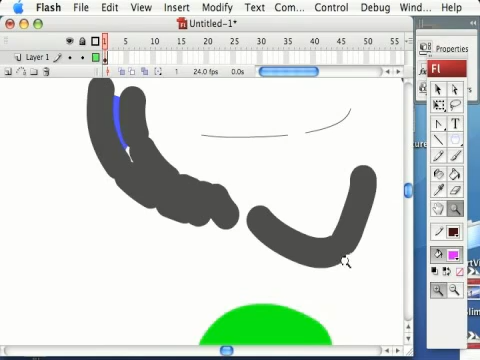 Flash File Edit View Insert Modify Text Com... Control Debug Wind... Help
Untitled-1*
5 10 15 20 25 30 35 40 45 50 55
Layer 1
1 24.0 fps 0.0s
Properties
Fl
T